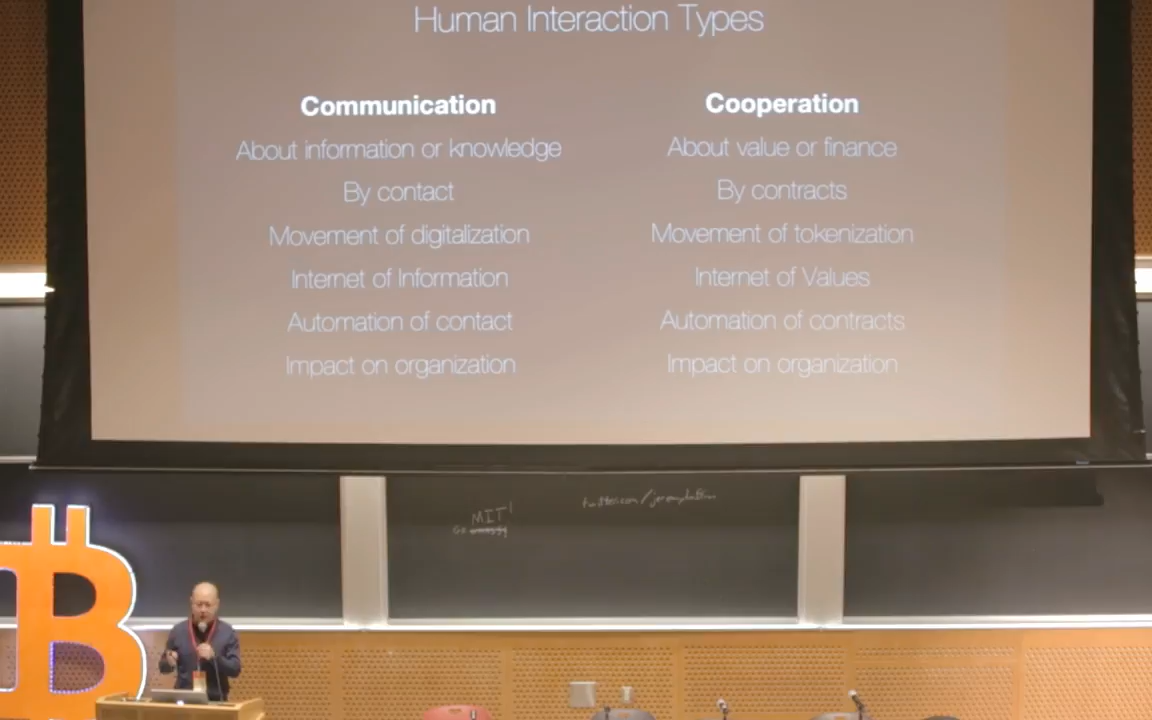 Human Interaction Types
Communication
About information or knowledge
By contact
Movement of digitalization
Internet of Information
Automation of contact
Impact on organization
Cooperation
About value or finance
By contracts
Movement of tokenization
Internet of Values
Automation of contracts
Impact on organization
MIT!
Go
B